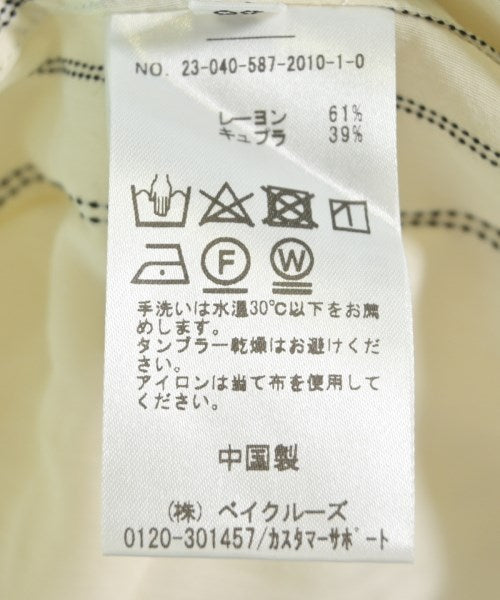 NO. 23-040-587-2010-1-0
レーヨン 61%
キュプラ 39%
F W
手洗いは水温30℃以下をお薦
めします。
タンブラー乾燥はお避けくだ
さい。
アイロンは当て布を使用して
ください。
中国製
(株) ベイクルーズ
0120-301457/カスタマーサポート